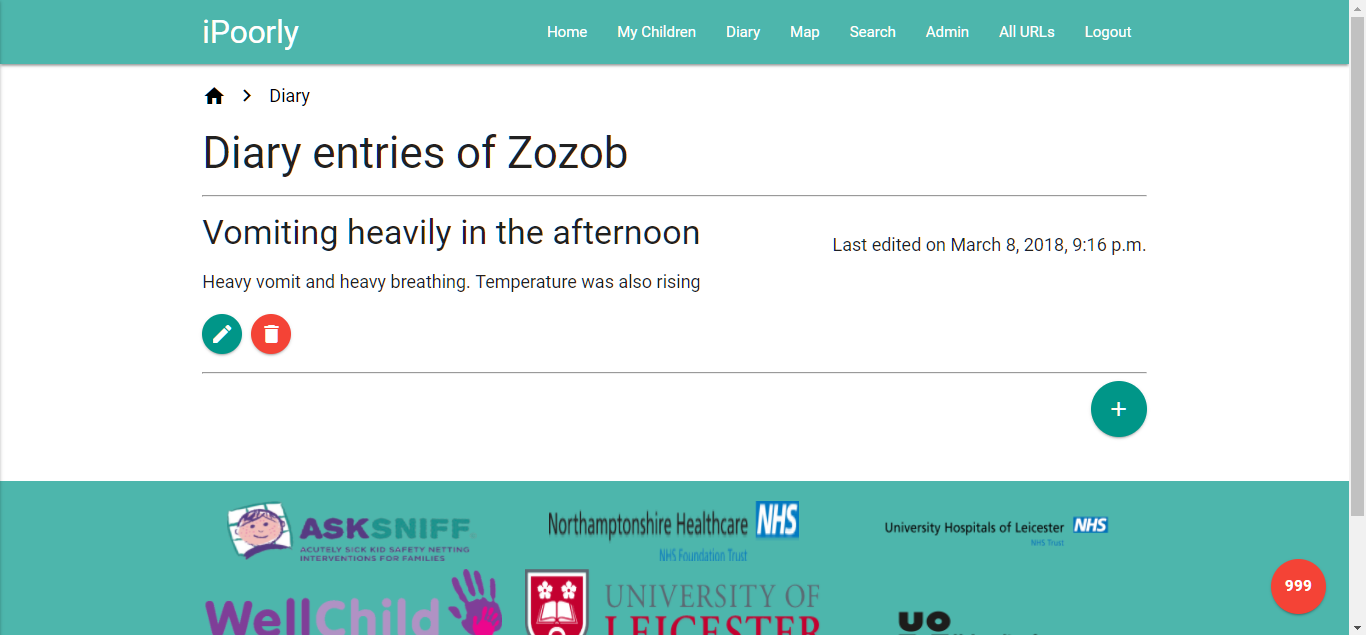 iPoorly
Home My Children Diary Map Search Admin All URLs Logout
Diary
Diary entries of Zozob
Vomiting heavily in the afternoon
Last edited on March 8, 2018, 9:16 p.m.
Heavy vomit and heavy breathing. Temperature was also rising
+
ASKSNIFF
ACUTELY SICK KID SAFETY NETTING
INTERVENTIONS FOR FAMILIES
Northamptonshire Healthcare NHS
NHS Foundation Trust
University Hospitals of Leicester NHS
NHS Trust
999
WellChild
UNIVERSITY OF
LEICESTER
UO